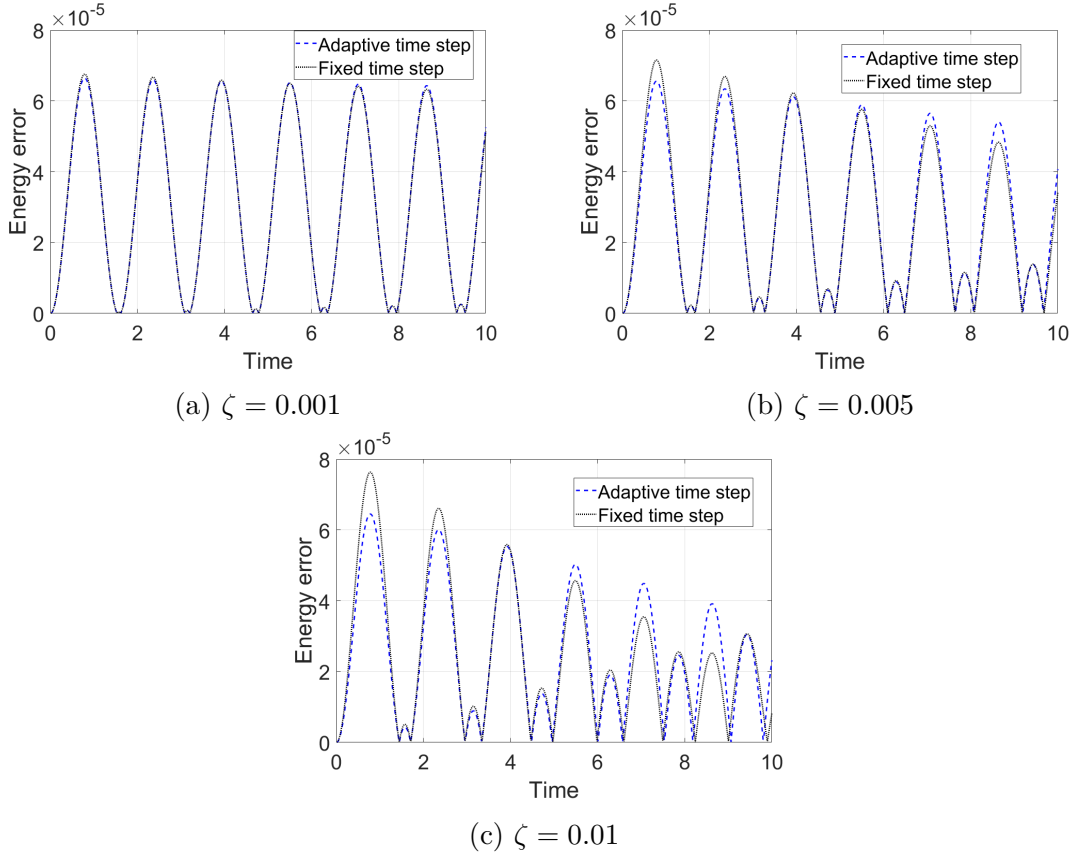 ×10-5
8
6
4
2
0
Energy error
Adaptive time step
Fixed time step
0 2 4 6 8 10
Time
(a) ζ = 0.001
×10-5
8
6
4
2
0
Energy error
Adaptive time step
Fixed time step
0 2 4 6 8 10
Time
(b) ζ = 0.005
×10-5
8
6
4
2
0
Energy error
Adaptive time step
Fixed time step
0 2 4 6 8 10
Time
(c) ζ = 0.01